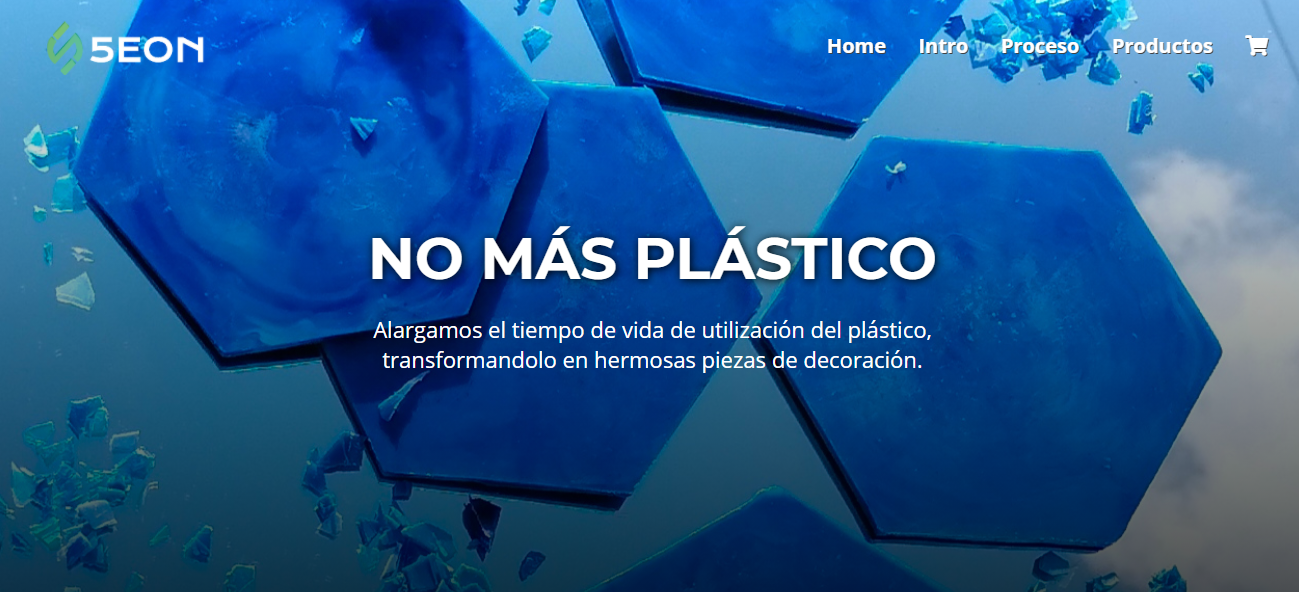 5EON
Home Intro Proceso Productos
NO MÁS PLÁSTICO
Alargamos el tiempo de vida de utilización del plástico,
transformandolo en hermosas piezas de decoración.